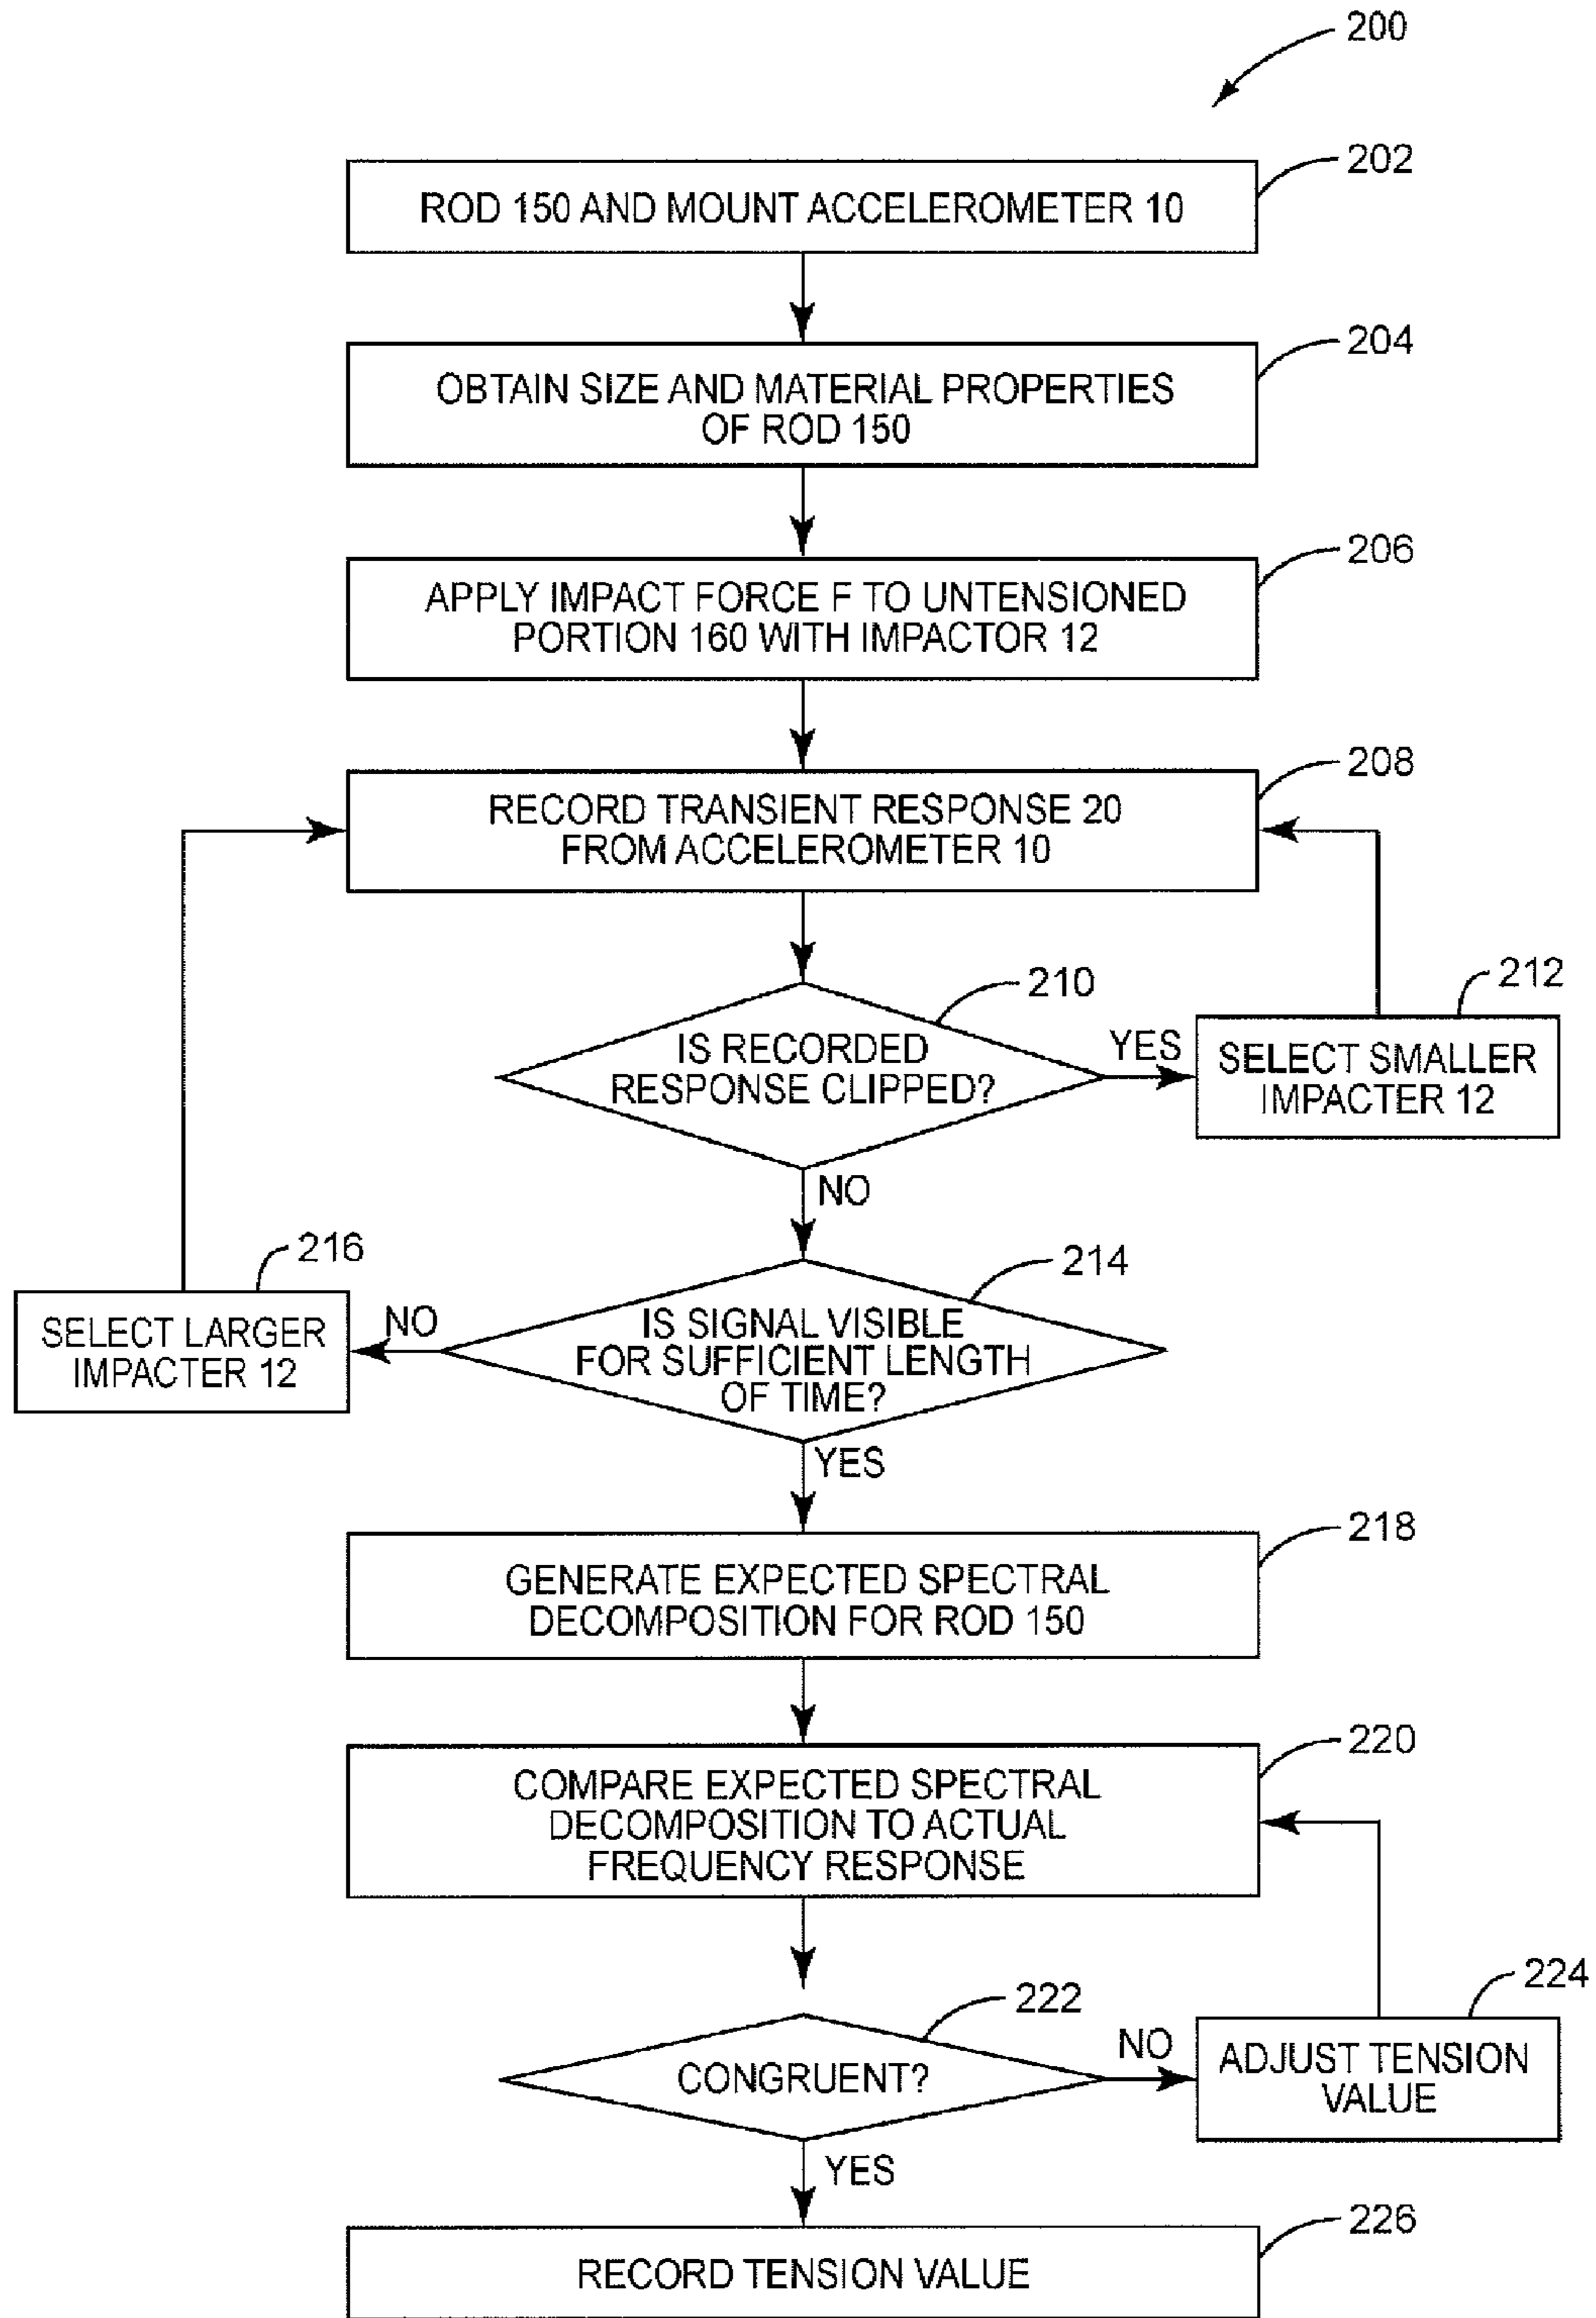 200
202
ROD 150 AND MOUNT ACCELEROMETER 10
204
OBTAIN SIZE AND MATERIAL PROPERTIES
OF ROD 150
206
APPLY IMPACT FORCE F TO UNTENSIONED
PORTION 160 WITH IMPACTOR 12
208
RECORD TRANSIENT RESPONSE 20
FROM ACCELEROMETER 10
210
IS RECORDED
RESPONSE CLIPPED?
YES
212
SELECT SMALLER
IMPACTER 12
NO
214
IS SIGNAL VISIBLE
FOR SUFFICIENT LENGTH
OF TIME?
NO
216
SELECT LARGER
IMPACTER 12
YES
218
GENERATE EXPECTED SPECTRAL
DECOMPOSITION FOR ROD 150
220
COMPARE EXPECTED SPECTRAL
DECOMPOSITION TO ACTUAL
FREQUENCY RESPONSE
222
CONGRUENT?
NO
224
ADJUST TENSION
VALUE
YES
226
RECORD TENSION VALUE